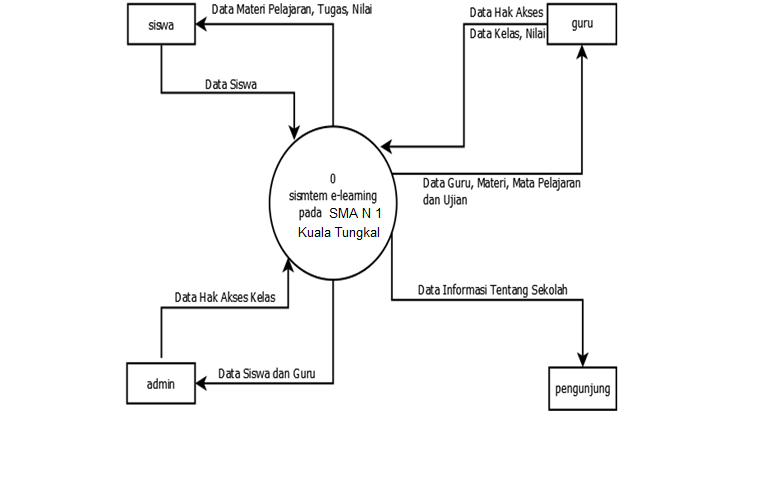 siswa
Data Materi Pelajaran, Tugas, Nilai
Data Hak Akses
Data Kelas, Nilai
guru
Data Siswa
0
sismtem e-learning
pada SMA N 1
Kuala Tungkal
Data Guru, Materi, Mata Pelajaran
dan Ujian
Data Informasi Tentang Sekolah
Data Hak Akses Kelas
Data Siswa dan Guru
admin
pengunjung